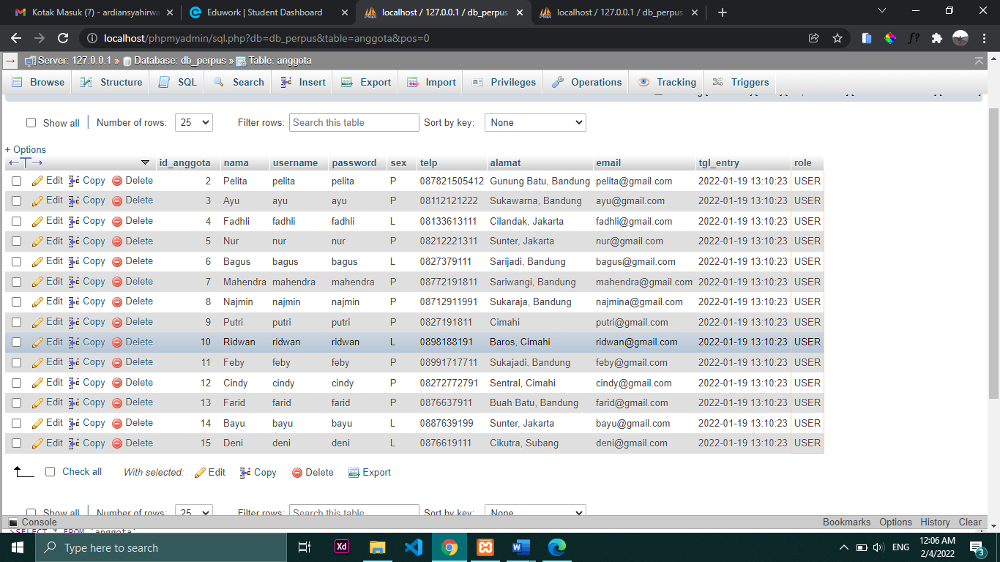 Kotak Masuk (7) - ardiansyahirwa
Eduwork | Student Dashboard
localhost / 127.0.0.1 / db_perpus
localhost / 127.0.0.1 / db_perpus
localhost/phpmyadmin/sql.php?db=db_perpus&table=anggota&pos=0
f?
Server: 127.0.0.1 » Database: db_perpus » Table: anggota
Browse Structure SQL Search Insert Export Import Privileges Operations Tracking Triggers
Show all Number of rows: 25 Filter rows: Search this table Sort by key: None
+ Options
id_anggota nama username password sex telp alamat email tgl_entry role
Edit Copy Delete 2 Pelita pelita pelita P 087821505412 Gunung Batu, Bandung pelita@gmail.com 2022-01-19 13:10:23 USER
Edit Copy Delete 3 Ayu ayu ayu P 08112121222 Sukawarna, Bandung ayu@gmail.com 2022-01-19 13:10:23 USER
Edit Copy Delete 4 Fadhli fadhli fadhli L 08133613111 Cilandak, Jakarta fadhli@gmail.com 2022-01-19 13:10:23 USER
Edit Copy Delete 5 Nur nur nur P 08212221311 Sunter, Jakarta nur@gmail.com 2022-01-19 13:10:23 USER
Edit Copy Delete 6 Bagus bagus bagus L 0827379111 Sarijadi, Bandung bagus@gmail.com 2022-01-19 13:10:23 USER
Edit Copy Delete 7 Mahendra mahendra mahendra P 08772191811 Sariwangi, Bandung mahendra@gmail.com 2022-01-19 13:10:23 USER
Edit Copy Delete 8 Najmin najmin najmin P 08712911991 Sukaraja, Bandung najmina@gmail.com 2022-01-19 13:10:23 USER
Edit Copy Delete 9 Putri putri putri P 0827191811 Cimahi putri@gmail.com 2022-01-19 13:10:23 USER
Edit Copy Delete 10 Ridwan ridwan ridwan L 0898188191 Baros, Cimahi ridwan@gmail.com 2022-01-19 13:10:23 USER
Edit Copy Delete 11 Feby feby feby P 08991717711 Sukajadi, Bandung feby@gmail.com 2022-01-19 13:10:23 USER
Edit Copy Delete 12 Cindy cindy cindy P 08272772791 Sentral, Cimahi cindy@gmail.com 2022-01-19 13:10:23 USER
Edit Copy Delete 13 Farid farid farid P 0876637911 Buah Batu, Bandung farid@gmail.com 2022-01-19 13:10:23 USER
Edit Copy Delete 14 Bayu bayu bayu L 0887639199 Sunter, Jakarta bayu@gmail.com 2022-01-19 13:10:23 USER
Edit Copy Delete 15 Deni deni deni L 0876619111 Cikutra, Subang deni@gmail.com 2022-01-19 13:10:23 USER
Check all With selected: Edit Copy Delete Export
Show all Number of rows: 25 Filter rows: Search this table Sort by key: None
Console Bookmarks Options History Clear
>SELECT * FROM `anggota`
Type here to search Xd ENG 12:06 AM
2/4/2022 3